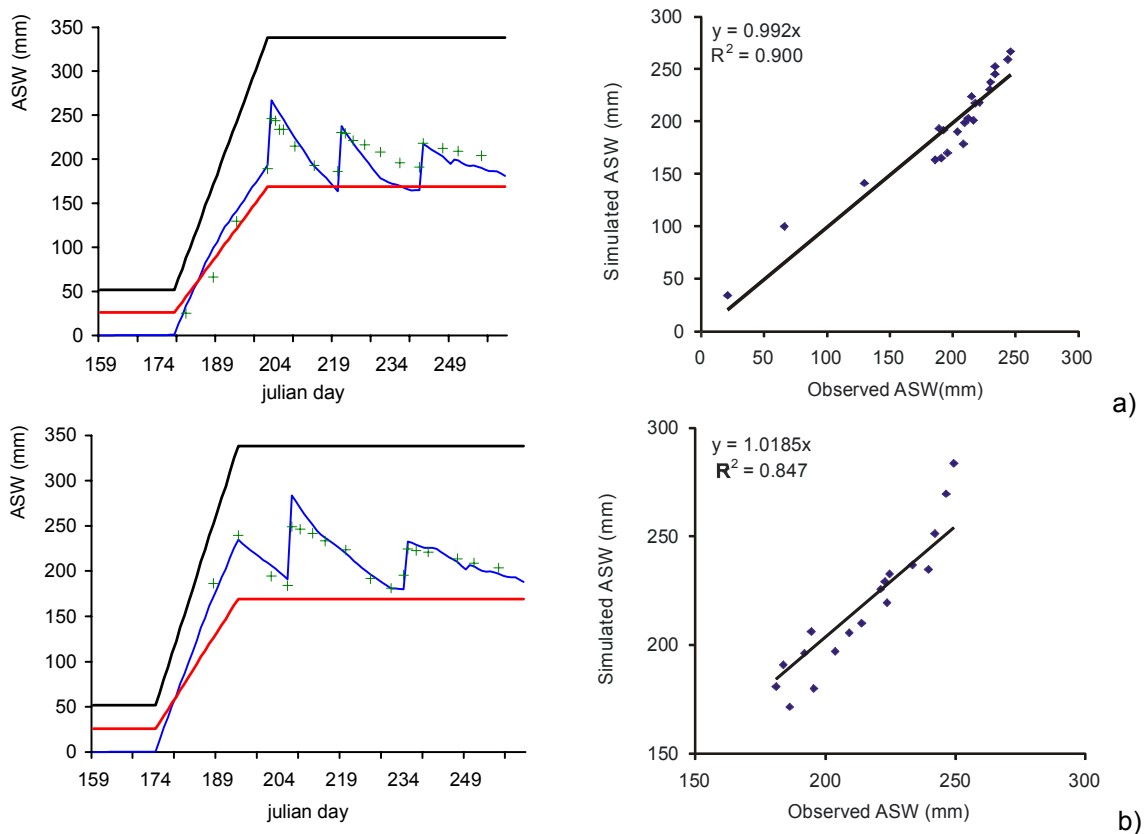 ASW (mm)
350
300
250
200
150
100
50
0
159 174 189 204 219 234 249
julian day
y = 0.992x
R² = 0.900
Simulated ASW (mm)
300
250
200
150
100
50
0
0 50 100 150 200 250 300
Observed ASW(mm)
a)
ASW (mm)
350
300
250
200
150
100
50
0
159 174 189 204 219 234 249
julian day
y = 1.0185x
R² = 0.847
Simulated ASW (mm)
300
250
200
150
150 200 250 300
Observed ASW (mm)
b)